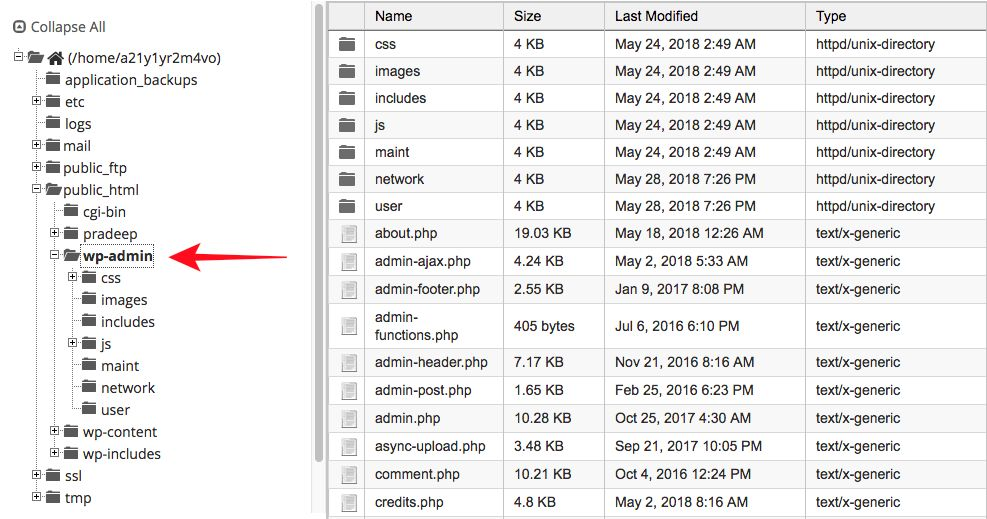 Collapse All
(/home/a21y1yr2m4vo)
application_backups
etc
logs
mail
public_ftp
public_html
cgi-bin
pradeep
wp-admin
css
images
includes
js
maint
network
user
wp-content
wp-includes
ssl
tmp
Name Size Last Modified Type
css 4 KB May 24, 2018 2:49 AM httpd/unix-directory
images 4 KB May 24, 2018 2:49 AM httpd/unix-directory
includes 4 KB May 24, 2018 2:49 AM httpd/unix-directory
js 4 KB May 24, 2018 2:49 AM httpd/unix-directory
maint 4 KB May 24, 2018 2:49 AM httpd/unix-directory
network 4 KB May 28, 2018 7:26 PM httpd/unix-directory
user 4 KB May 28, 2018 7:26 PM httpd/unix-directory
about.php 19.03 KB May 18, 2018 12:26 AM text/x-generic
admin-ajax.php 4.24 KB May 2, 2018 5:33 AM text/x-generic
admin-footer.php 2.55 KB Jan 9, 2017 8:08 PM text/x-generic
admin-
functions.php 405 bytes Jul 6, 2016 6:10 PM text/x-generic
admin-header.php 7.17 KB Nov 21, 2016 8:16 AM text/x-generic
admin-post.php 1.65 KB Feb 25, 2016 6:23 PM text/x-generic
admin.php 10.28 KB Oct 25, 2017 4:30 AM text/x-generic
async-upload.php 3.48 KB Sep 21, 2017 10:05 PM text/x-generic
comment.php 10.21 KB Oct 4, 2016 12:24 PM text/x-generic
credits.php 4.8 KB May 2, 2018 8:16 AM text/x-generic